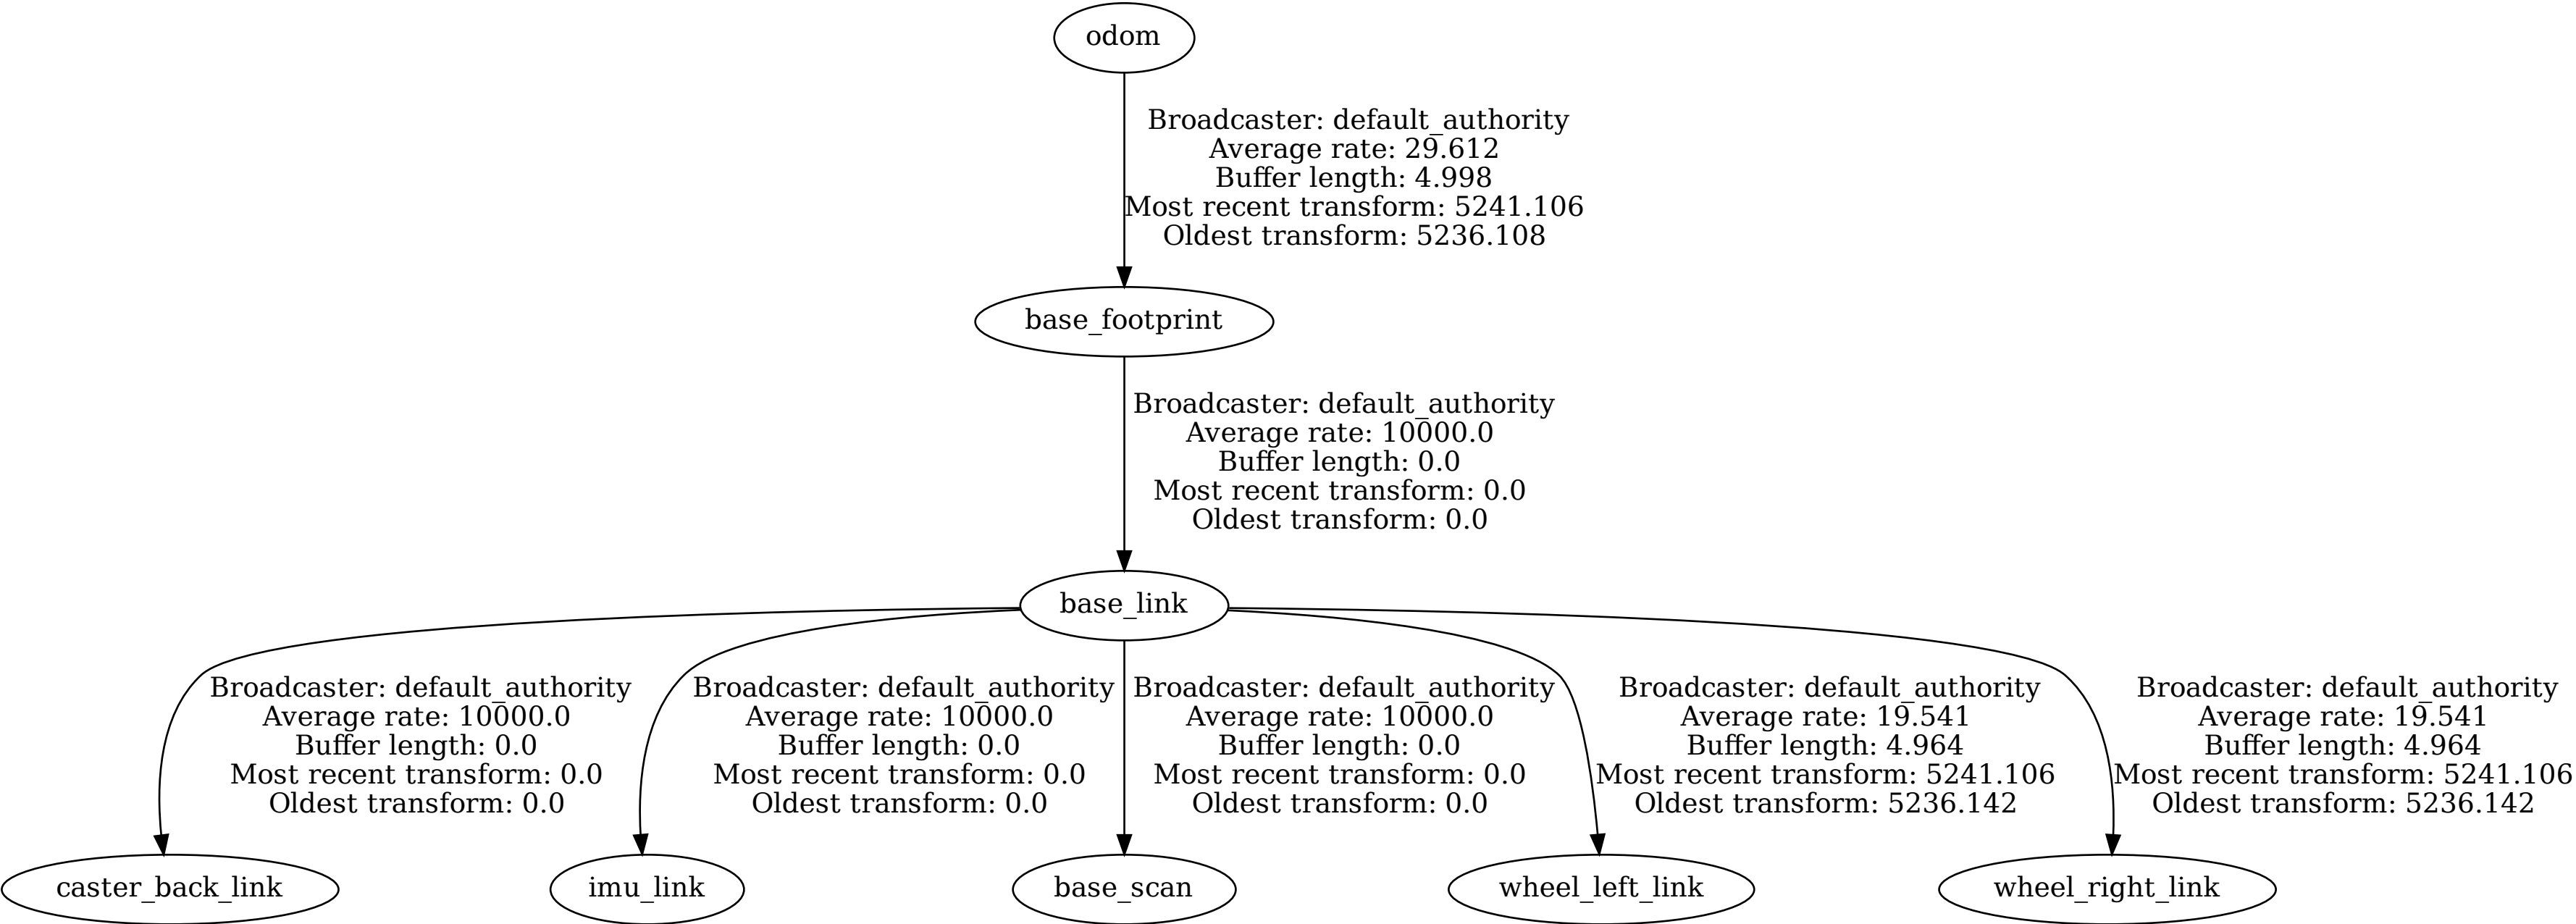 odom
Broadcaster: default_authority
Average rate: 29.612
Buffer length: 4.998
Most recent transform: 5241.106
Oldest transform: 5236.108
base_footprint
Broadcaster: default_authority
Average rate: 10000.0
Buffer length: 0.0
Most recent transform: 0.0
Oldest transform: 0.0
base_link
Broadcaster: default_authority
Average rate: 10000.0
Buffer length: 0.0
Most recent transform: 0.0
Oldest transform: 0.0
Broadcaster: default_authority
Average rate: 10000.0
Buffer length: 0.0
Most recent transform: 0.0
Oldest transform: 0.0
Broadcaster: default_authority
Average rate: 10000.0
Buffer length: 0.0
Most recent transform: 0.0
Oldest transform: 0.0
Broadcaster: default_authority
Average rate: 19.541
Buffer length: 4.964
Most recent transform: 5241.106
Oldest transform: 5236.142
Broadcaster: default_authority
Average rate: 19.541
Buffer length: 4.964
Most recent transform: 5241.106
Oldest transform: 5236.142
caster_back_link
imu_link
base_scan
wheel_left_link
wheel_right_link